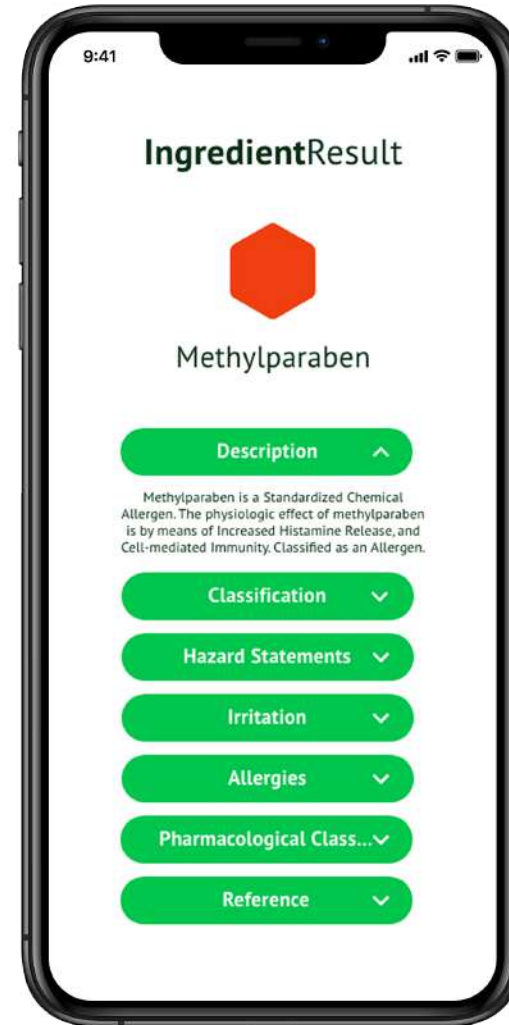 9:41
IngredientResult
Methylparaben
Description
Methylparaben is a Standardized Chemical
Allergen. The physiologic effect of methylparaben
is by means of Increased Histamine Release, and
Cell-mediated Immunity. Classified as an Allergen.
Classification
Hazard Statements
Irritation
Allergies
Pharmacological Class...
Reference